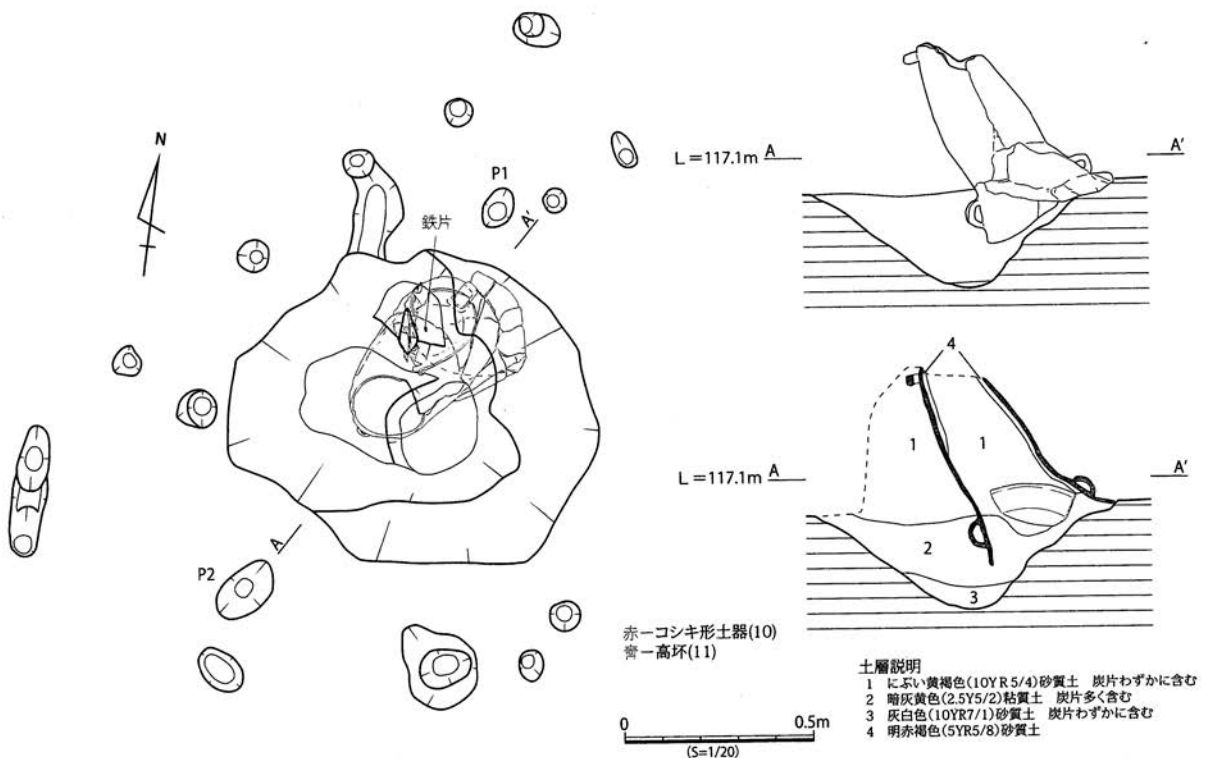 N
P1
A'
鉄片
A
P2
L=117.1m A
A'
4
1
1
L=117.1m A
A'
2
3
赤ーコシキ形土器(10)
青ー高坏(11)
0
0.5m
(S=1/20)
土層説明
1 にぶい黄褐色(10YR5/4)砂質土 炭片わずかに含む
2 暗灰黄色(2.5Y5/2)粘質土 炭片多く含む
3 灰白色(10YR7/1)砂質土 炭片わずかに含む
4 明赤褐色(5YR5/8)砂質土